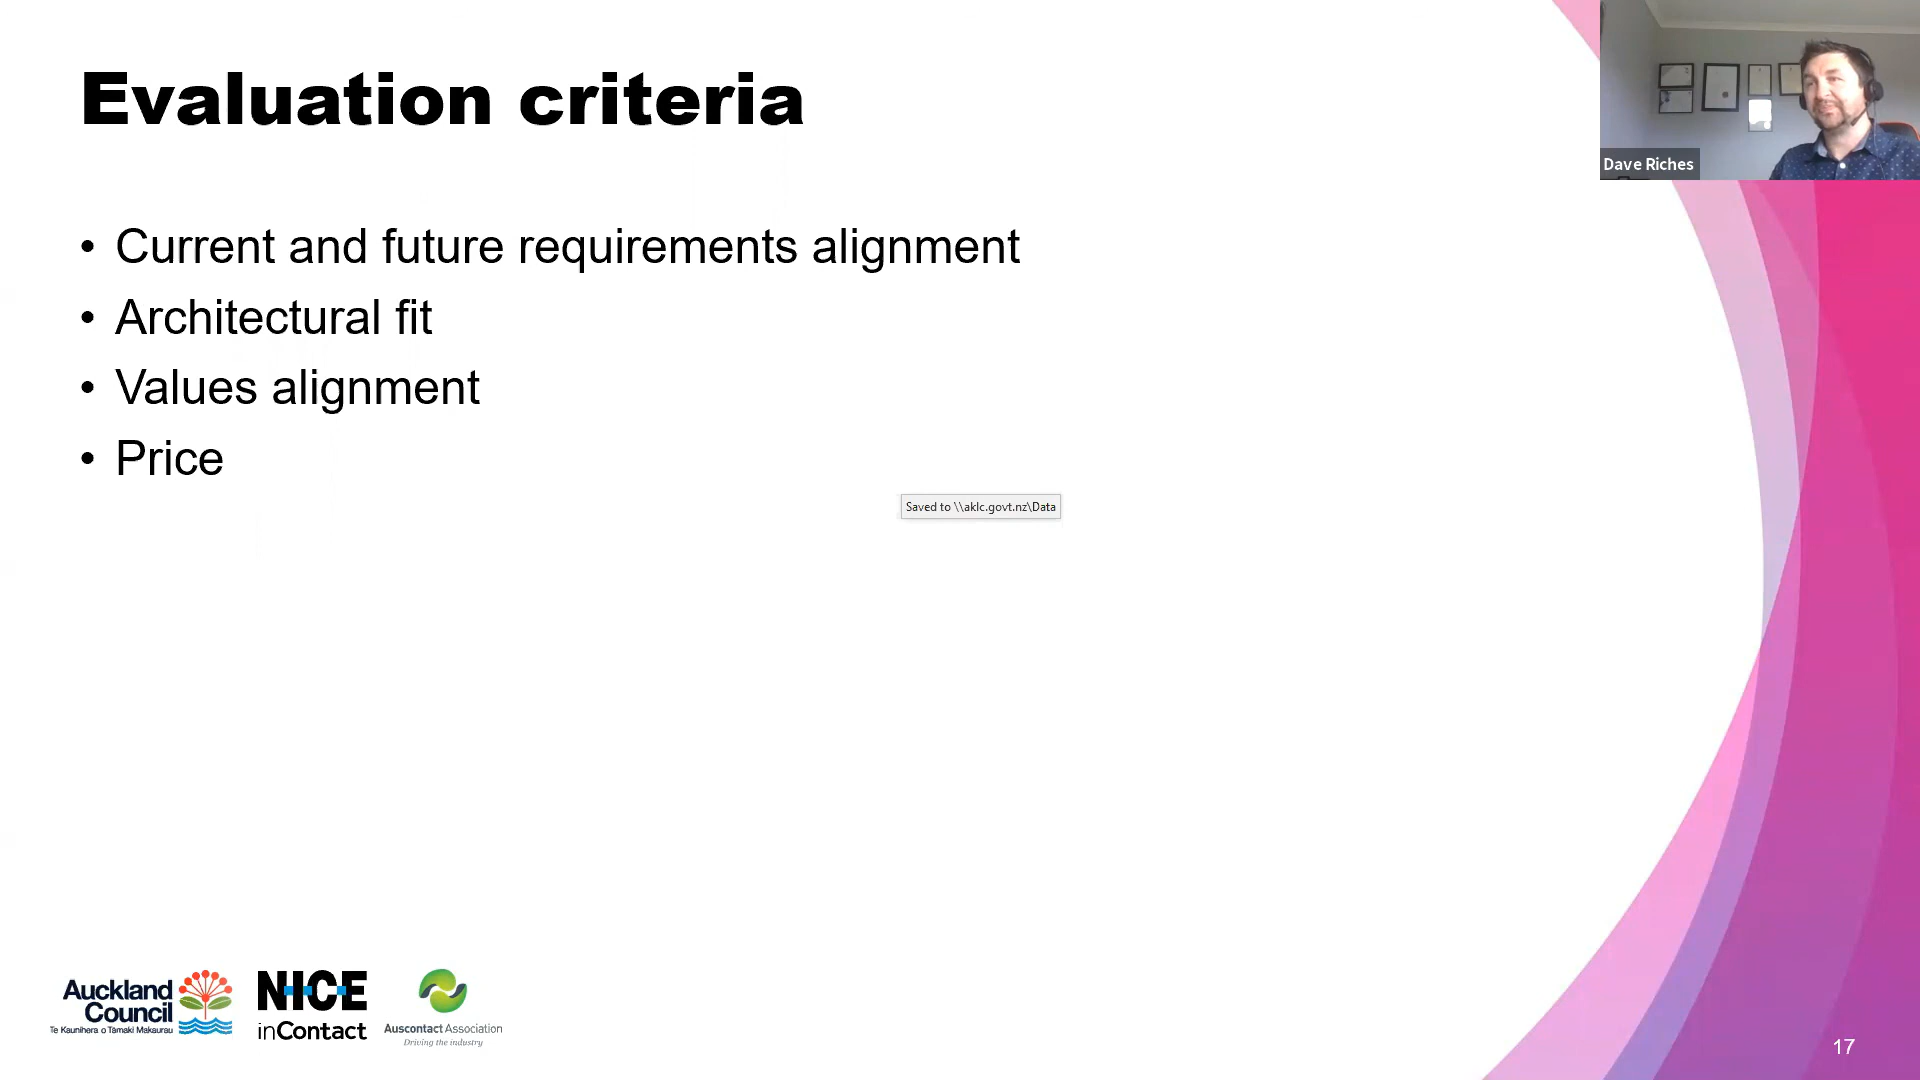 Evaluation criteria
Dave Riches
• Current and future requirements alignment
• Architectural fit
• Values alignment
• Price
Saved to \\aklc.govt.nz\Data
Auckland
Council
Te Kaunihera o Tāmaki Makaurau
NICE
inContact
Auscontact Association
Driving the industry
17